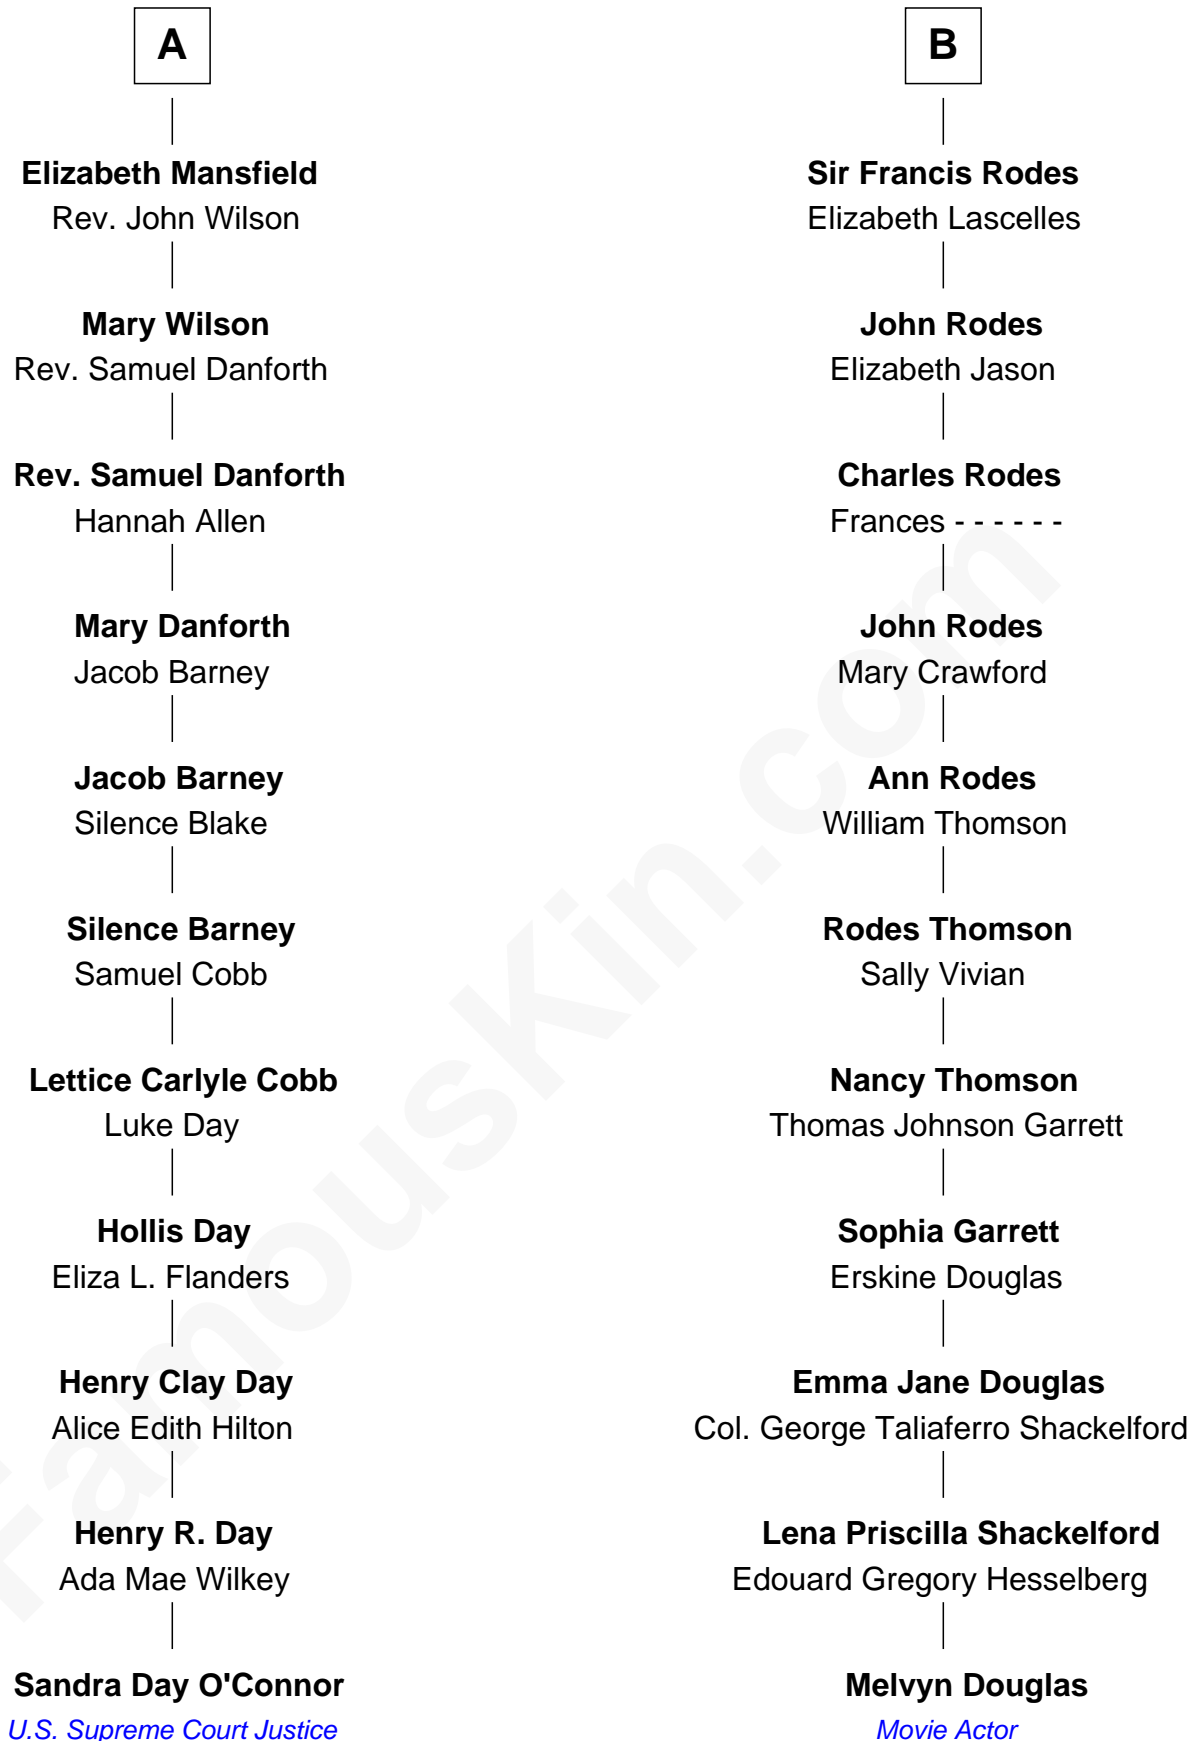 A
Elizabeth Mansfield
Rev. John Wilson
Mary Wilson
Rev. Samuel Danforth
Rev. Samuel Danforth
Hannah Allen
Mary Danforth
Jacob Barney
Jacob Barney
Silence Blake
Silence Barney
Samuel Cobb
Lettice Carlyle Cobb
Luke Day
Hollis Day
Eliza L. Flanders
Henry Clay Day
Alice Edith Hilton
Henry R. Day
Ada Mae Wilkey
Sandra Day O'Connor
U.S. Supreme Court Justice
B
Sir Francis Rodes
Elizabeth Lascelles
John Rodes
Elizabeth Jason
Charles Rodes
Frances - - - - - -
John Rodes
Mary Crawford
Ann Rodes
William Thomson
Rodes Thomson
Sally Vivian
Nancy Thomson
Thomas Johnson Garrett
Sophia Garrett
Erskine Douglas
Emma Jane Douglas
Col. George Taliaferro Shackelford
Lena Priscilla Shackelford
Edouard Gregory Hesselberg
Melvyn Douglas
Movie Actor
FamousKin.com